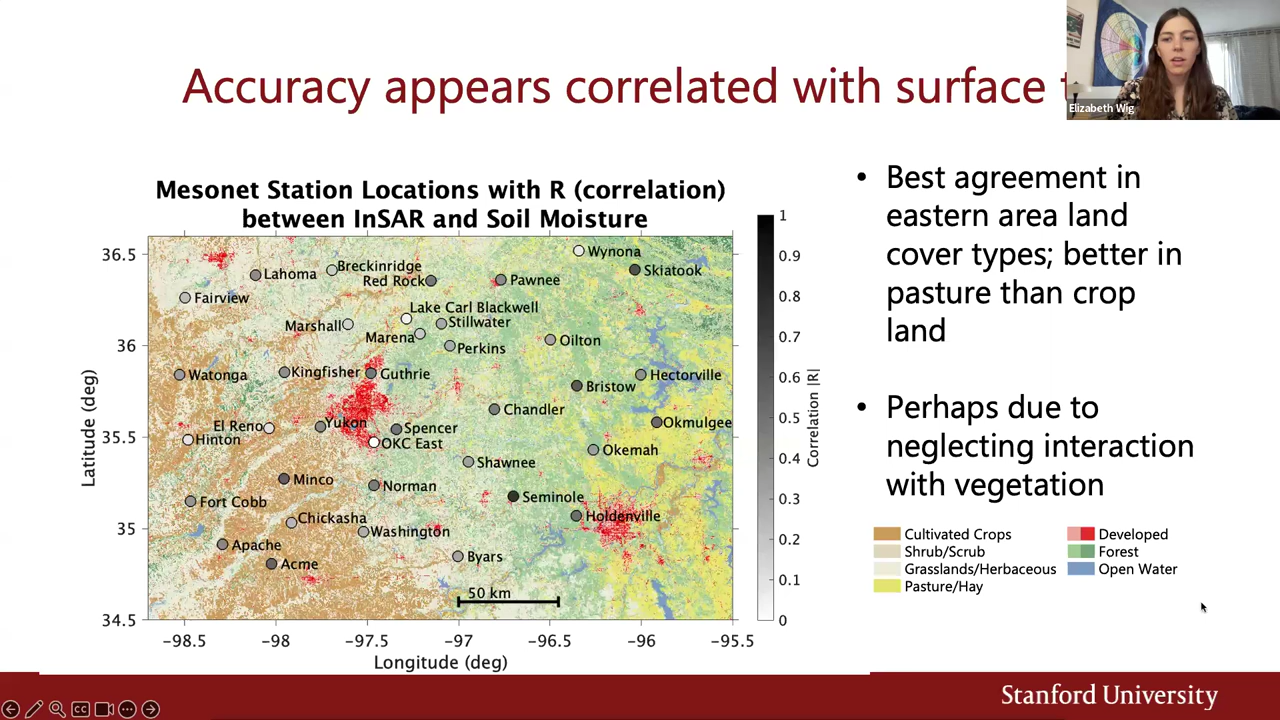 Accuracy appears correlated with surface
Elizabeth Wig
Mesonet Station Locations with R (correlation)
between InSAR and Soil Moisture
Latitude (deg)
36.5
36
35.5
35
34.5
−98.5
−98
−97.5
−97
−96.5
−96
−95.5
Longitude (deg)
Wynona
Breckinridge
Lahoma
Skiatook
Red Rock
Pawnee
Fairview
Lake Carl Blackwell
Marshall
Stillwater
Marena
Oilton
Perkins
Watonga
Kingfisher
Guthrie
Hectorville
Bristow
Chandler
El Reno
Yukon
Spencer
Okmulgee
Hinton
OKC East
Okemah
Shawnee
Minco
Norman
Seminole
Fort Cobb
Holdenville
Chickasha
Washington
Apache
Byars
Acme
50 km
1
0.9
0.8
0.7
0.6
0.5
0.4
0.3
0.2
0.1
0
Correlation |R|
• Best agreement in
eastern area land
cover types; better in
pasture than crop
land
• Perhaps due to
neglecting interaction
with vegetation
Cultivated Crops
Shrub/Scrub
Grasslands/Herbaceous
Pasture/Hay
Developed
Forest
Open Water
CC
Stanford University